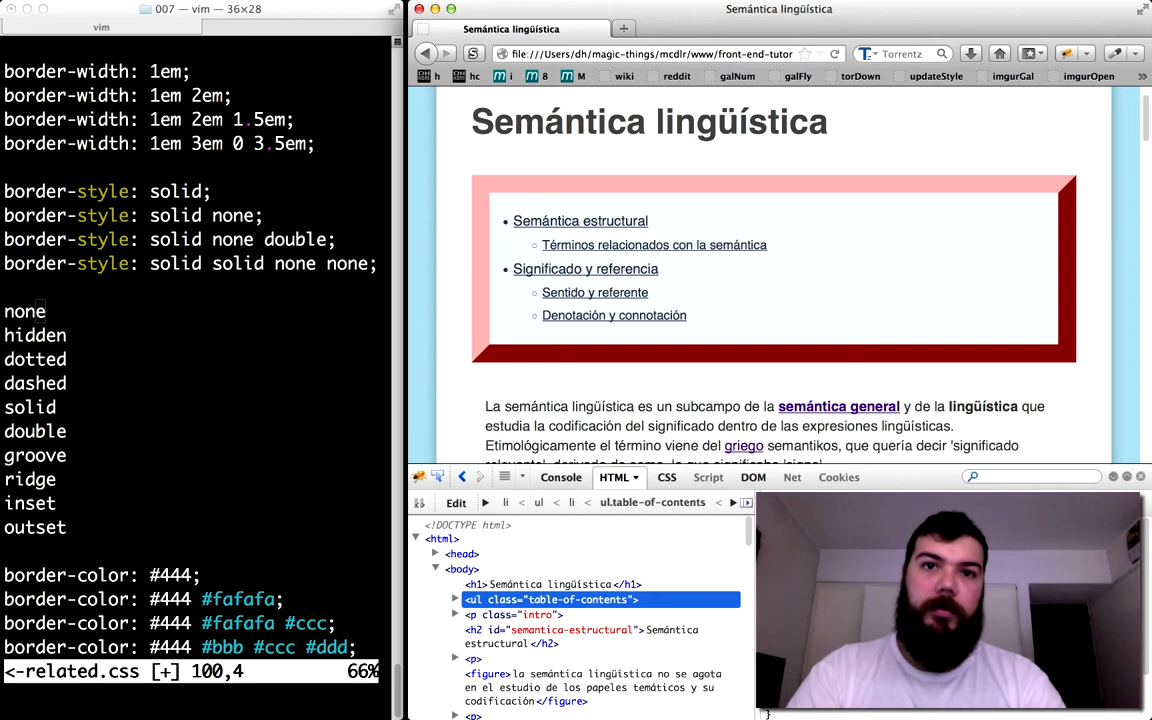 007 — vim — 36×28
vim
border-width: 1em;
border-width: 1em 2em;
border-width: 1em 2em 1.5em;
border-width: 1em 3em 0 3.5em;
border-style: solid;
border-style: solid none;
border-style: solid none double;
border-style: solid solid none none;
none
hidden
dotted
dashed
solid
double
groove
ridge
inset
outset
border-color: #444;
border-color: #444 #fafafa;
border-color: #444 #fafafa #ccc;
border-color: #444 #bbb #ccc #ddd;
<-related.css [+] 100,4 66%
Semántica lingüística
Semántica lingüística
file:///Users/dh/magic-things/mcdlr/www/front-end-tutor
Torrentz
h hc i 8 M wiki reddit galNum galFly torDown updateStyle imgurGal imgurOpen
Semántica lingüística
• Semántica estructural
Términos relacionados con la semántica
• Significado y referencia
Sentido y referente
Denotación y connotación
La semántica lingüística es un subcampo de la semántica general y de la lingüística que
estudia la codificación del significado dentro de las expresiones lingüísticas.
Etimológicamente el término viene del griego semantikos, que quería decir 'significado
Console HTML CSS Script DOM Net Cookies
Edit li < ul < li < ul.table-of-contents
<!DOCTYPE html>
<html>
<head>
<body>
<h1>Semántica lingüística</h1>
<ul class="table-of-contents">
<p class="intro">
<h2 id="semantica-estructural">Semántica
estructural</h2>
<p>
<figure>la semántica lingüística no se agota
en el estudio de los papeles temáticos y su
codificación</figure>
<p>
}